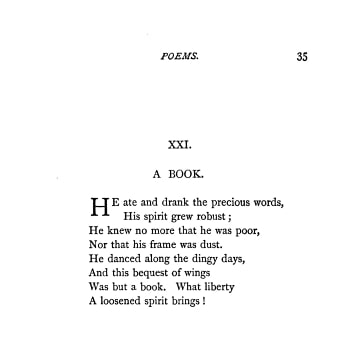 POEMS. 35
XXI.
A BOOK.
HE ate and drank the precious words,
His spirit grew robust ;
He knew no more that he was poor,
Nor that his frame was dust.
He danced along the dingy days,
And this bequest of wings
Was but a book. What liberty
A loosened spirit brings !